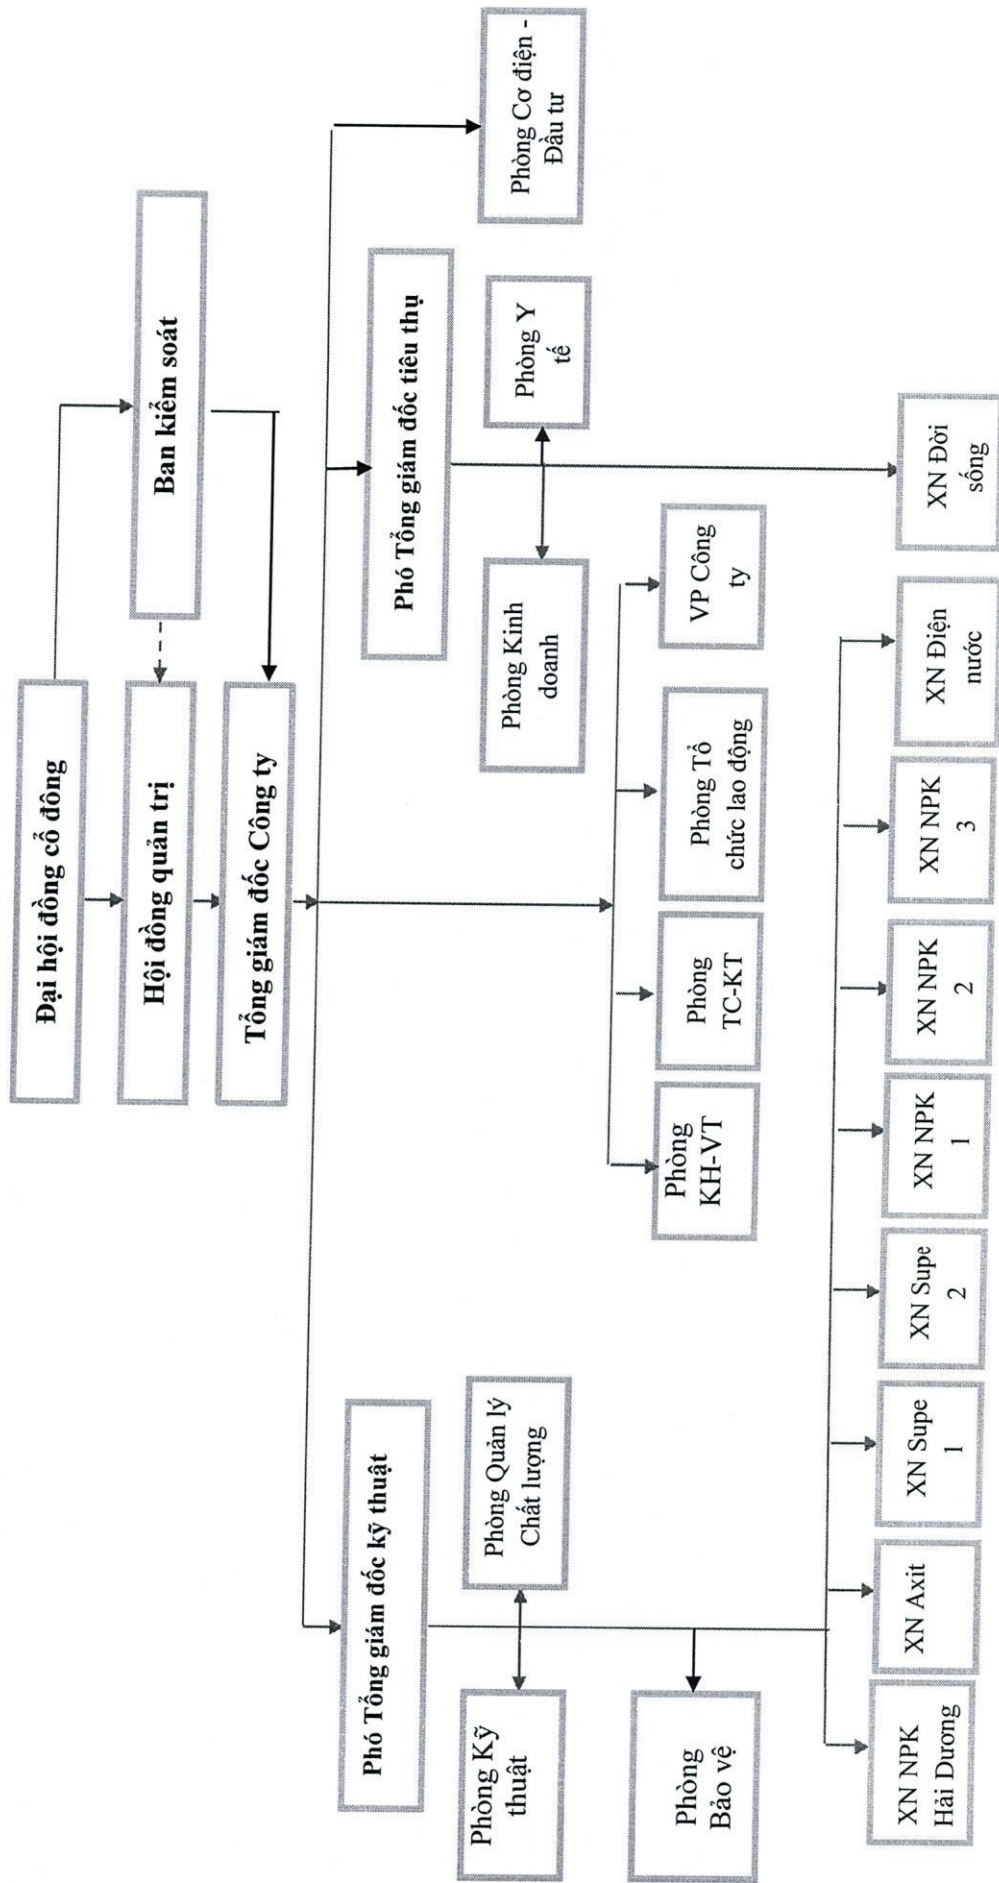 Đại hội đồng cổ đông
Hội đồng quản trị
Ban kiểm soát
Tổng giám đốc Công ty
Phó Tổng giám đốc kỹ thuật
Phó Tổng giám đốc tiêu thụ
Phòng Cơ điện -
Đầu tư
Phòng Kỹ
thuật
Phòng Quản lý
Chất lượng
Phòng Kinh
doanh
Phòng Y
tế
Phòng
Bảo vệ
Phòng
KH-VT
Phòng
TC-KT
Phòng Tổ
chức lao động
VP Công
ty
XN NPK
Hải Dương
XN Axit
XN Supe
1
XN Supe
2
XN NPK
1
XN NPK
2
XN NPK
3
XN Điện
nước
XN Đời
sống